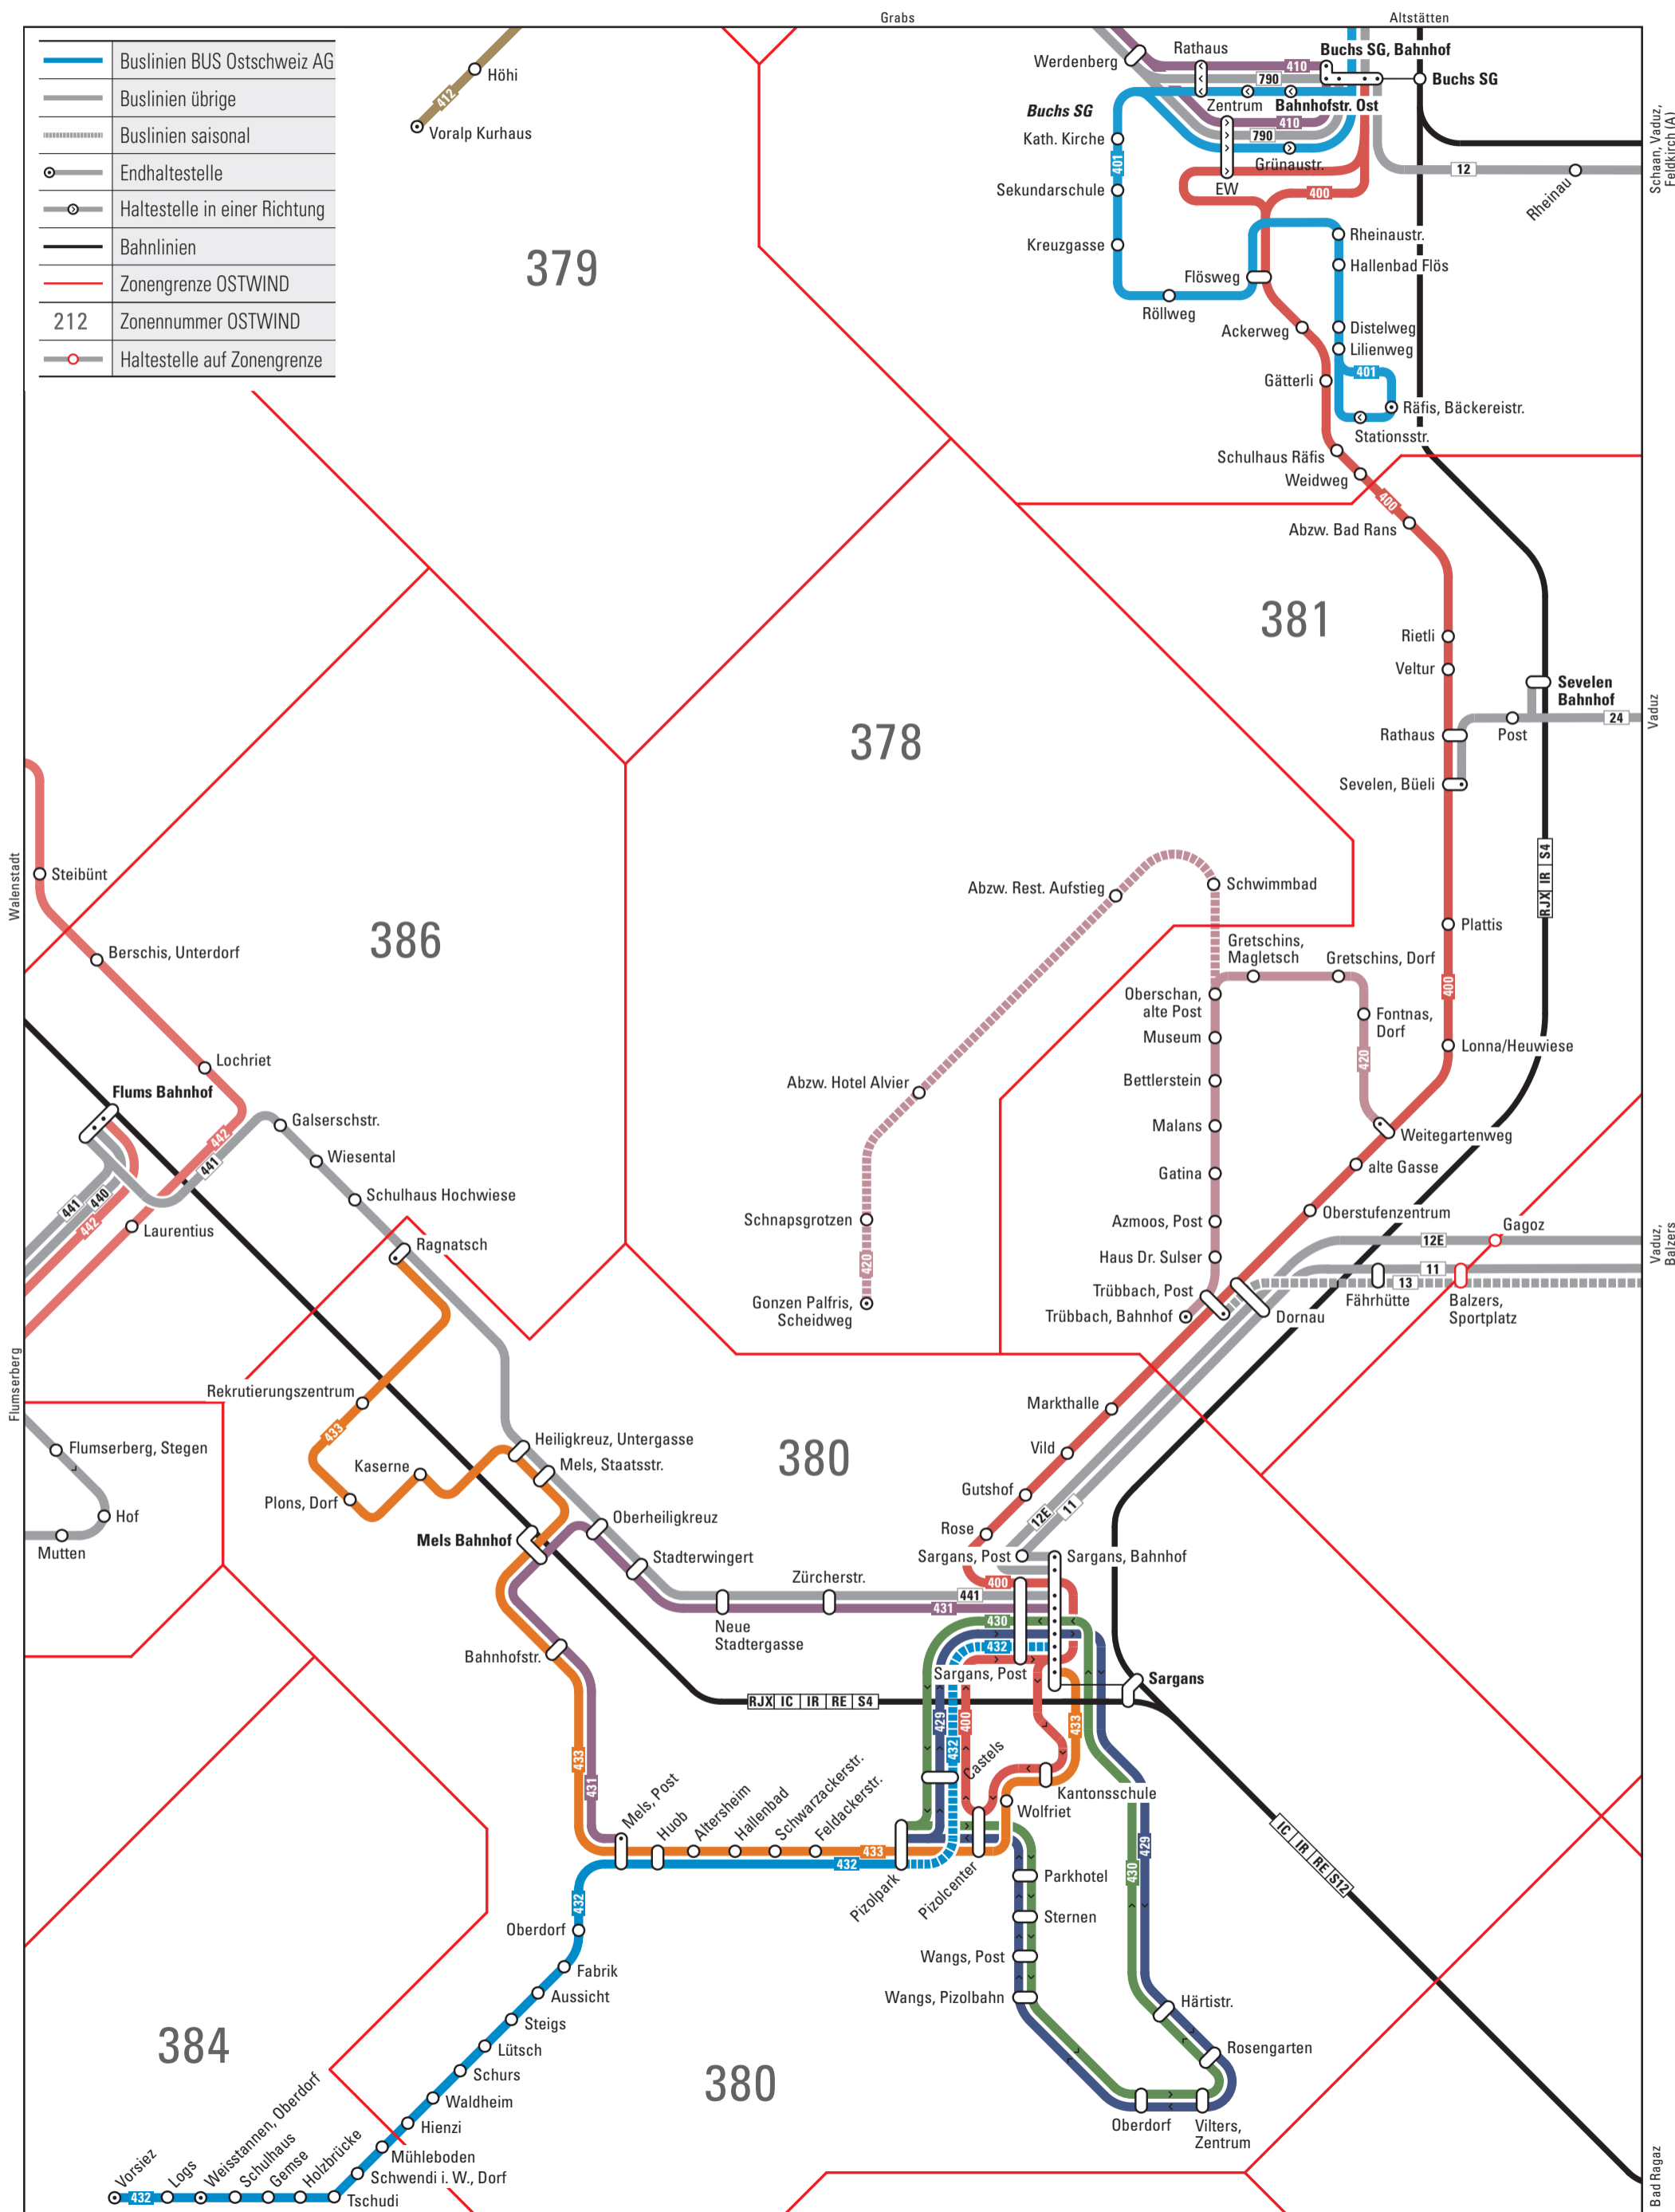 Grabs
Altstätten
Buslinien BUS Ostschweiz AG
Buslinien übrige
Buslinien saisonal
Endhaltestelle
Haltestelle in einer Richtung
Bahnlinien
Zonengrenze OSTWIND
212
Zonennummer OSTWIND
Haltestelle auf Zonengrenze
412
Höhi
Voralp Kurhaus
Werdenberg
Rathaus
410
790
Buchs SG, Bahnhof
Buchs SG
Zentrum
Bahnhofstr. Ost
Buchs SG
410
790
Grünaustr.
EW
Kath. Kirche
401
Sekundarschule
400
12
Rheinau
Schaan, Vaduz,
Feldkirch (A)
Kreuzgasse
Rheinaustr.
Hallenbad Flös
Flösweg
Röllweg
Ackerweg
Distelweg
Lilienweg
401
Gätterli
Räfis, Bäckereistr.
Stationsstr.
Schulhaus Räfis
Weidweg
400
Abzw. Bad Rans
379
381
Rietli
Veltur
Sevelen
Bahnhof
24
Vaduz
Rathaus
Post
Sevelen, Büeli
378
RJX IR S4
Walenstadt
Steibünt
386
Berschis, Unterdorf
Abzw. Rest. Aufstieg
Schwimmbad
Plattis
Gretschins,
Magletsch
Gretschins, Dorf
400
Oberschan,
alte Post
Fontnas,
Dorf
Museum
420
Lonna/Heuwiese
Lochriet
Flums Bahnhof
Abzw. Hotel Alvier
Bettlerstein
Malans
Weitegartenweg
Galserschstr.
442
441
Wiesental
alte Gasse
Gatina
Schulhaus Hochwiese
441
440
442
Laurentius
Schnapsgrotzen
Azmoos, Post
Oberstufenzentrum
Gagoz
12E
Vaduz,
Balzers
Ragnatsch
420
Haus Dr. Sulser
11
13
Trübbach, Post
Fährhütte
Balzers,
Sportplatz
Gonzen Palfris,
Scheidweg
Trübbach, Bahnhof
Dornau
Flumserberg
Rekrutierungszentrum
433
Flumserberg, Stegen
Kaserne
Heiligkreuz, Untergasse
Mels, Staatsstr.
380
Markthalle
Vild
Plons, Dorf
Hof
Mutten
Gutshof
12E
11
Oberheiligkreuz
Mels Bahnhof
Rose
Stadterwingert
Sargans, Post
Sargans, Bahnhof
Zürcherstr.
400
441
431
Neue
Stadtergasse
430
432
Bahnhofstr.
Sargans, Post
Sargans
RJX IC IR RE S4
429
400
433
432
433
431
Mels, Post
Huob
Altersheim
Hallenbad
Schwarzackerstr.
Feldackerstr.
Castels
Kantonsschule
Wolfriet
433
432
Pizolpark
Pizolcenter
429
430
IC IR RE S12
432
Parkhotel
Oberdorf
Sternen
Fabrik
Wangs, Post
Aussicht
Wangs, Pizolbahn
Härtistr.
Steigs
384
Lütsch
Rosengarten
Schurs
380
Waldheim
Hienzi
Oberdorf
Vilters,
Zentrum
Mühleboden
Schwendi i. W., Dorf
Vorsiez
Logs
Weisstannen, Oberdorf
Schulhaus
Gemse
Holzbrücke
432
Tschudi
Bad Ragaz